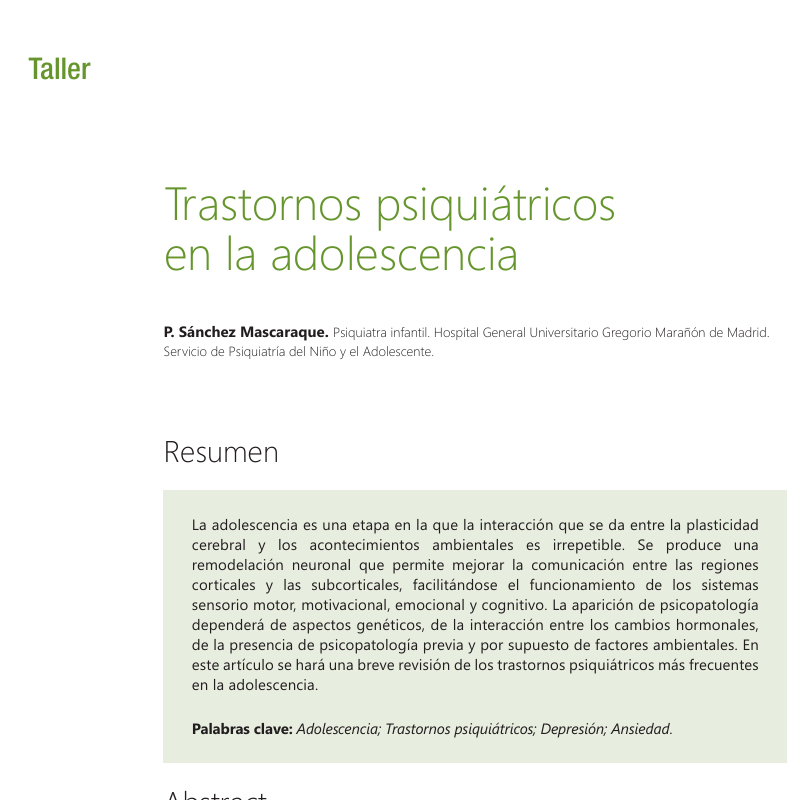 Taller
Trastornos psiquiátricos
en la adolescencia
P. Sánchez Mascaraque. Psiquiatra infantil. Hospital General Universitario Gregorio Marañón de Madrid.
Servicio de Psiquiatría del Niño y el Adolescente.
Resumen
La adolescencia es una etapa en la que la interacción que se da entre la plasticidad
cerebral y los acontecimientos ambientales es irrepetible. Se produce una
remodelación neuronal que permite mejorar la comunicación entre las regiones
corticales y las subcorticales, facilitándose el funcionamiento de los sistemas
sensorio motor, motivacional, emocional y cognitivo. La aparición de psicopatología
dependerá de aspectos genéticos, de la interacción entre los cambios hormonales,
de la presencia de psicopatología previa y por supuesto de factores ambientales. En
este artículo se hará una breve revisión de los trastornos psiquiátricos más frecuentes
en la adolescencia.
Palabras clave: Adolescencia; Trastornos psiquiátricos; Depresión; Ansiedad.
Abstract